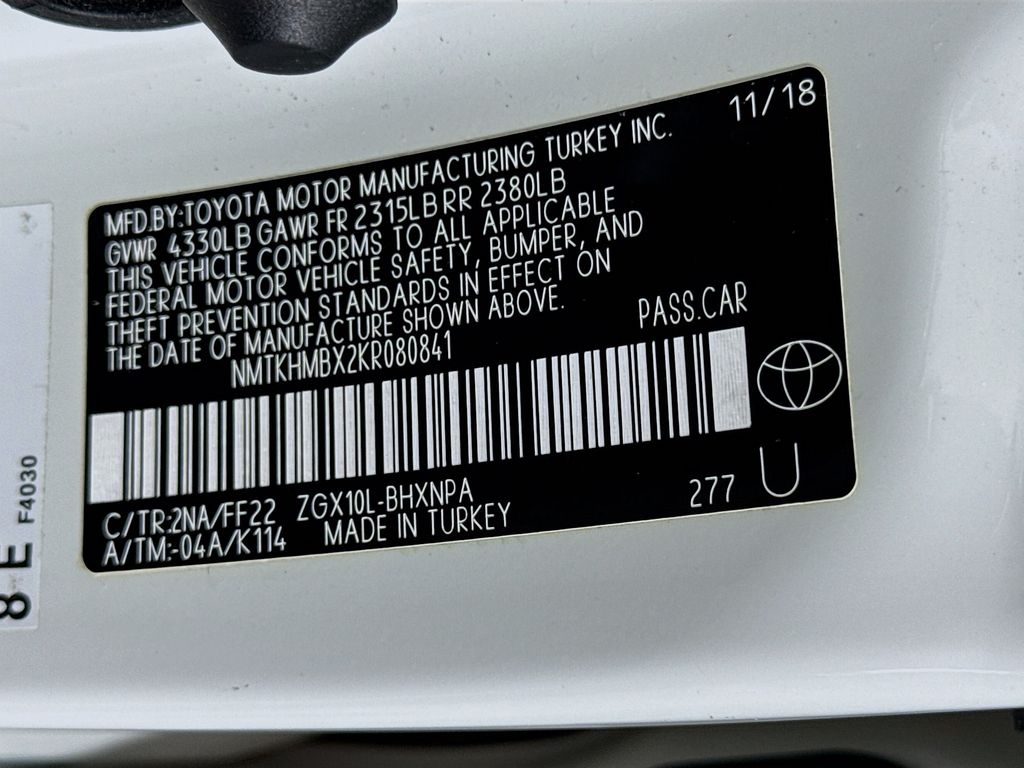 11/18
MFD.BY:TOYOTA MOTOR MANUFACTURING TURKEY INC.
GVWR 4330LB GAWR FR 2315LB RR 2380LB
THIS VEHICLE CONFORMS TO ALL APPLICABLE
FEDERAL MOTOR VEHICLE SAFETY, BUMPER, AND
THEFT PREVENTION STANDARDS IN EFFECT ON
THE DATE OF MANUFACTURE SHOWN ABOVE.
NMTKHMBX2KR080841
PASS.CAR
C/TR:2NA/FF22 ZGX10L-BHXNPA
277 U
A/TM:-04A/K114 MADE IN TURKEY
8 E F4030